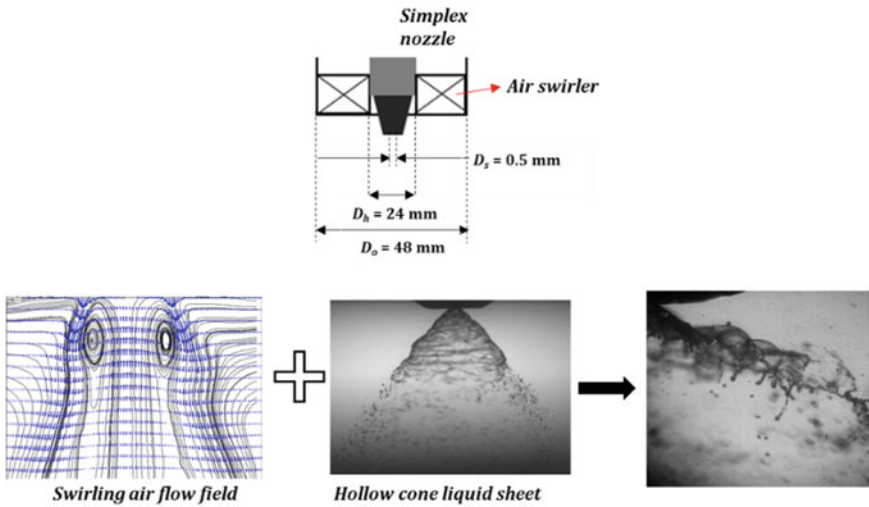 Simplex
nozzle
Air swirler
Dₛ = 0.5 mm
Dₕ = 24 mm
Dₒ = 48 mm
Swirling air flow field
Hollow cone liquid sheet